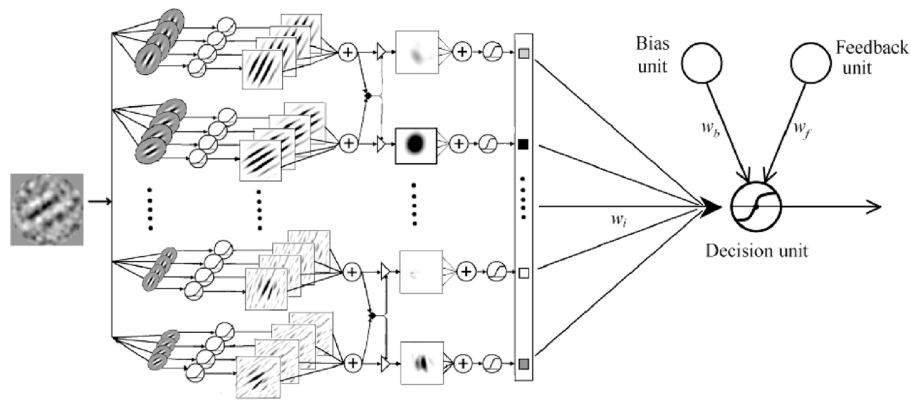 Bias
unit
Feedback
unit
w_b
w_f
w_i
Decision unit